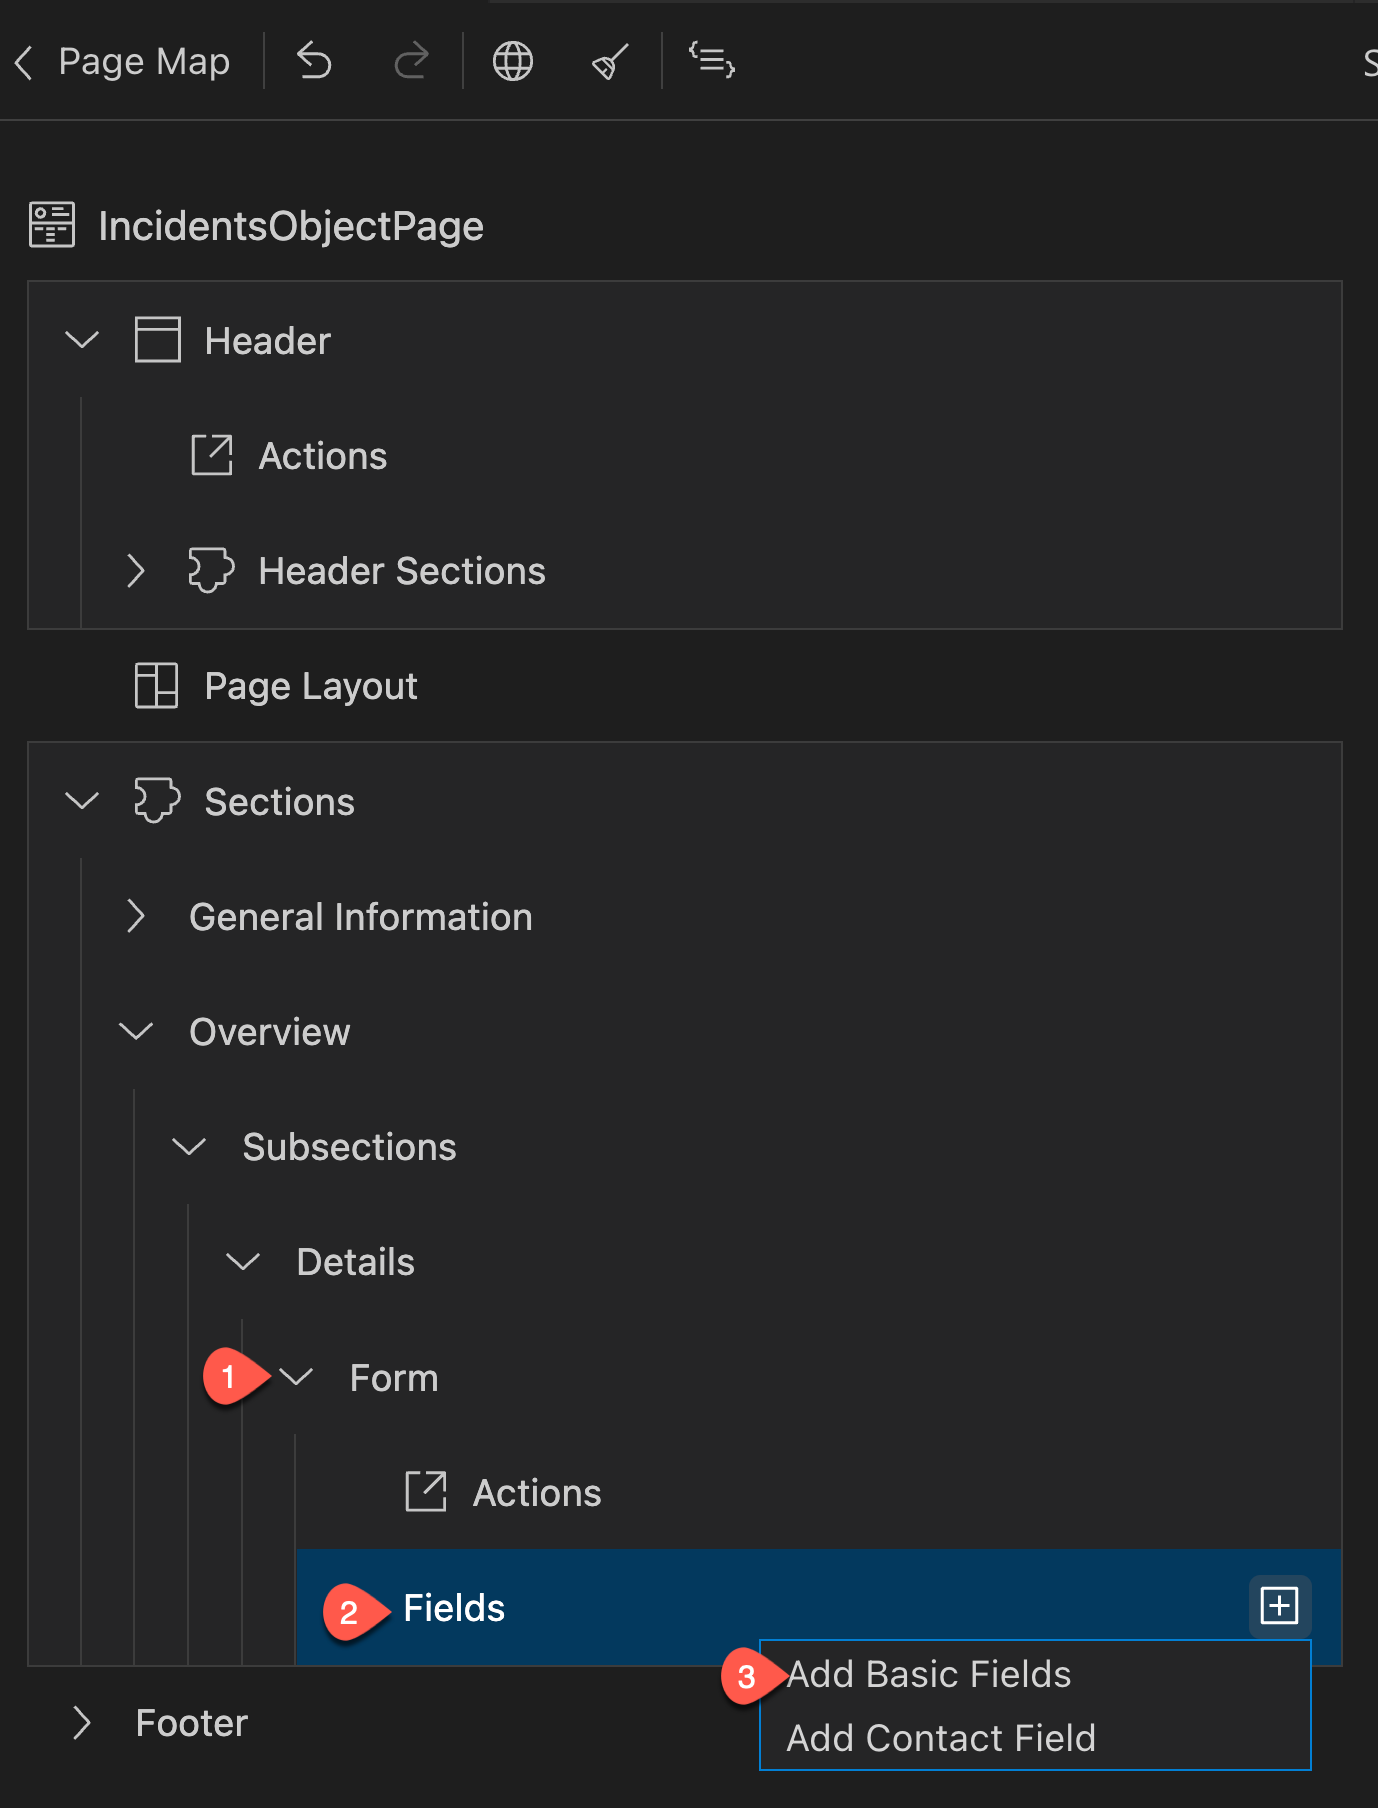 Page Map
IncidentsObjectPage
Header
Actions
Header Sections
Page Layout
Sections
General Information
Overview
Subsections
Details
1 Form
Actions
2 Fields
3 Add Basic Fields
Add Contact Field
Footer